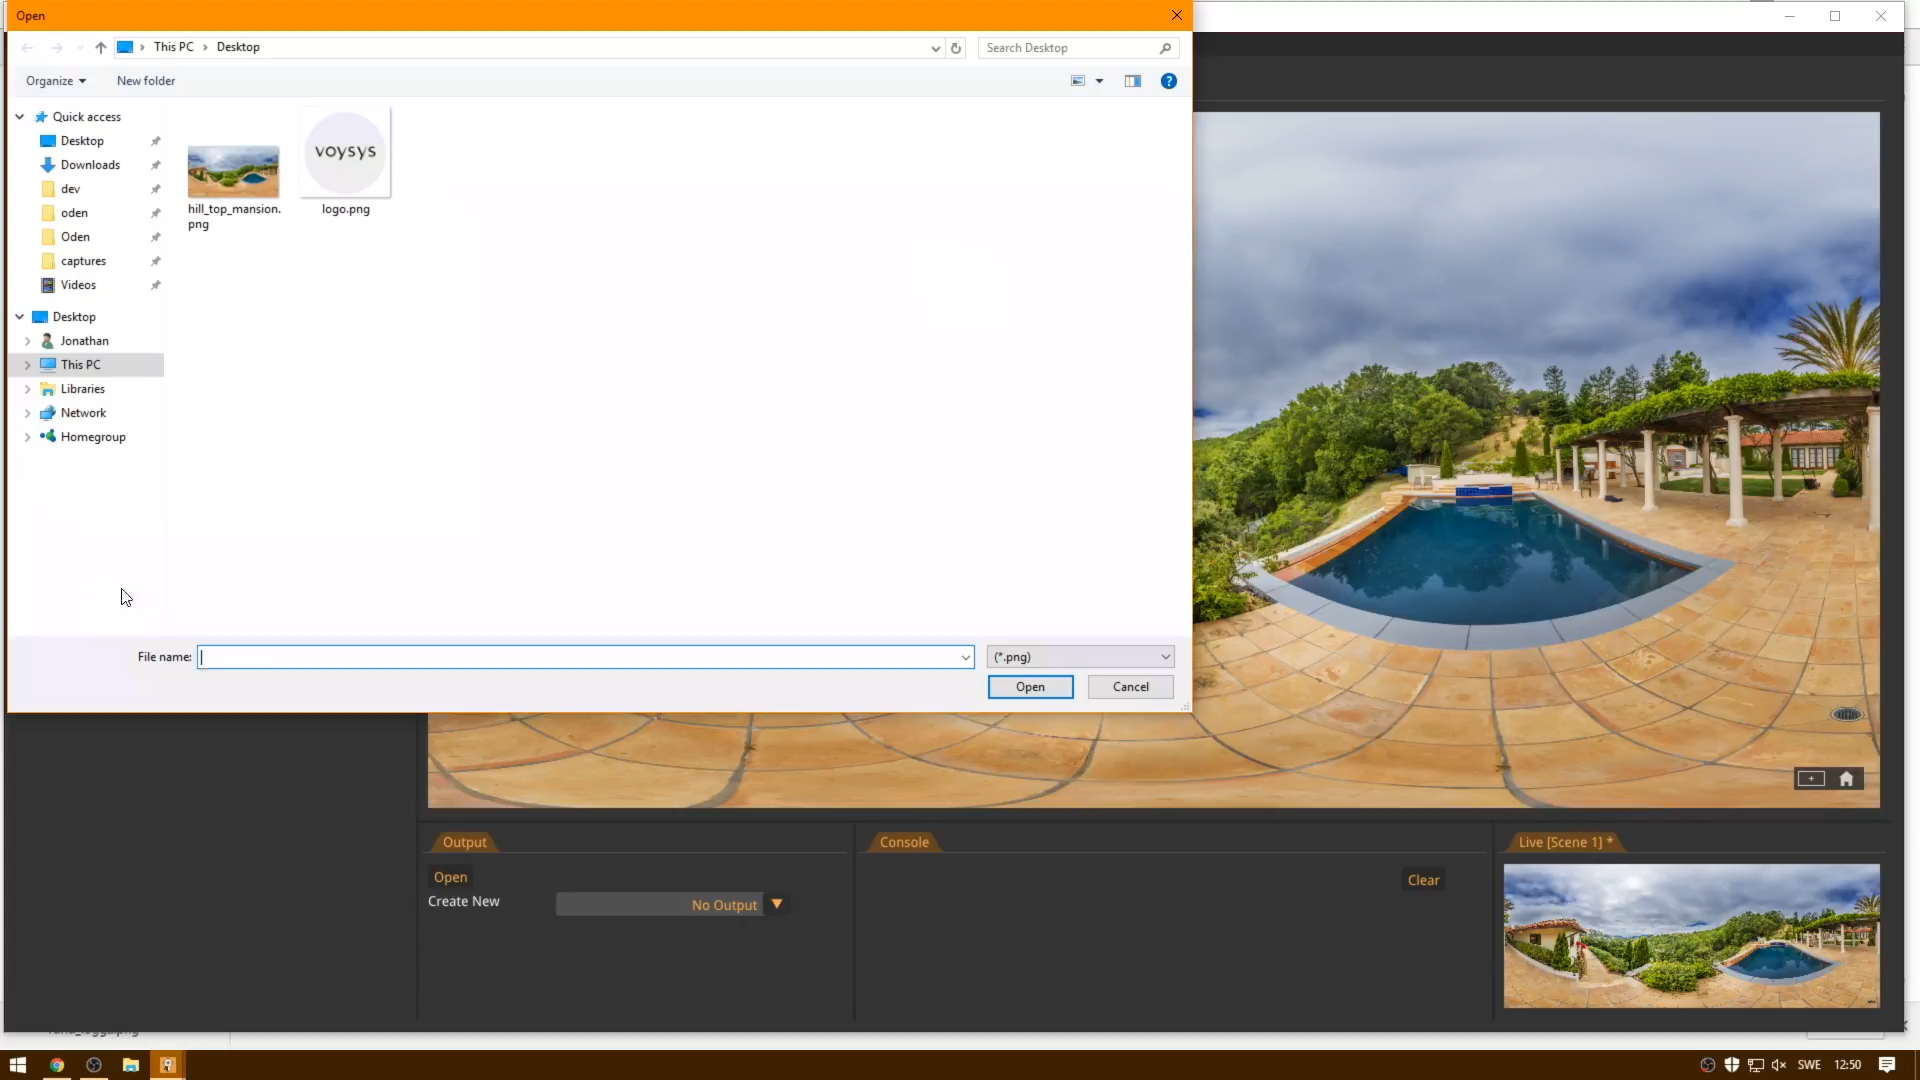 Open
This PC
Desktop
Search Desktop
Organize
New folder
?
Quick access
Desktop
Downloads
dev
oden
Oden
captures
Videos
Desktop
Jonathan
This PC
Libraries
Network
Homegroup
hill_top_mansion.
png
voysys
logo.png
File name:
(*.png)
Open
Cancel
Output
Open
Create New
No Output
Console
Clear
Live [Scene 1] *
SWE
12:50